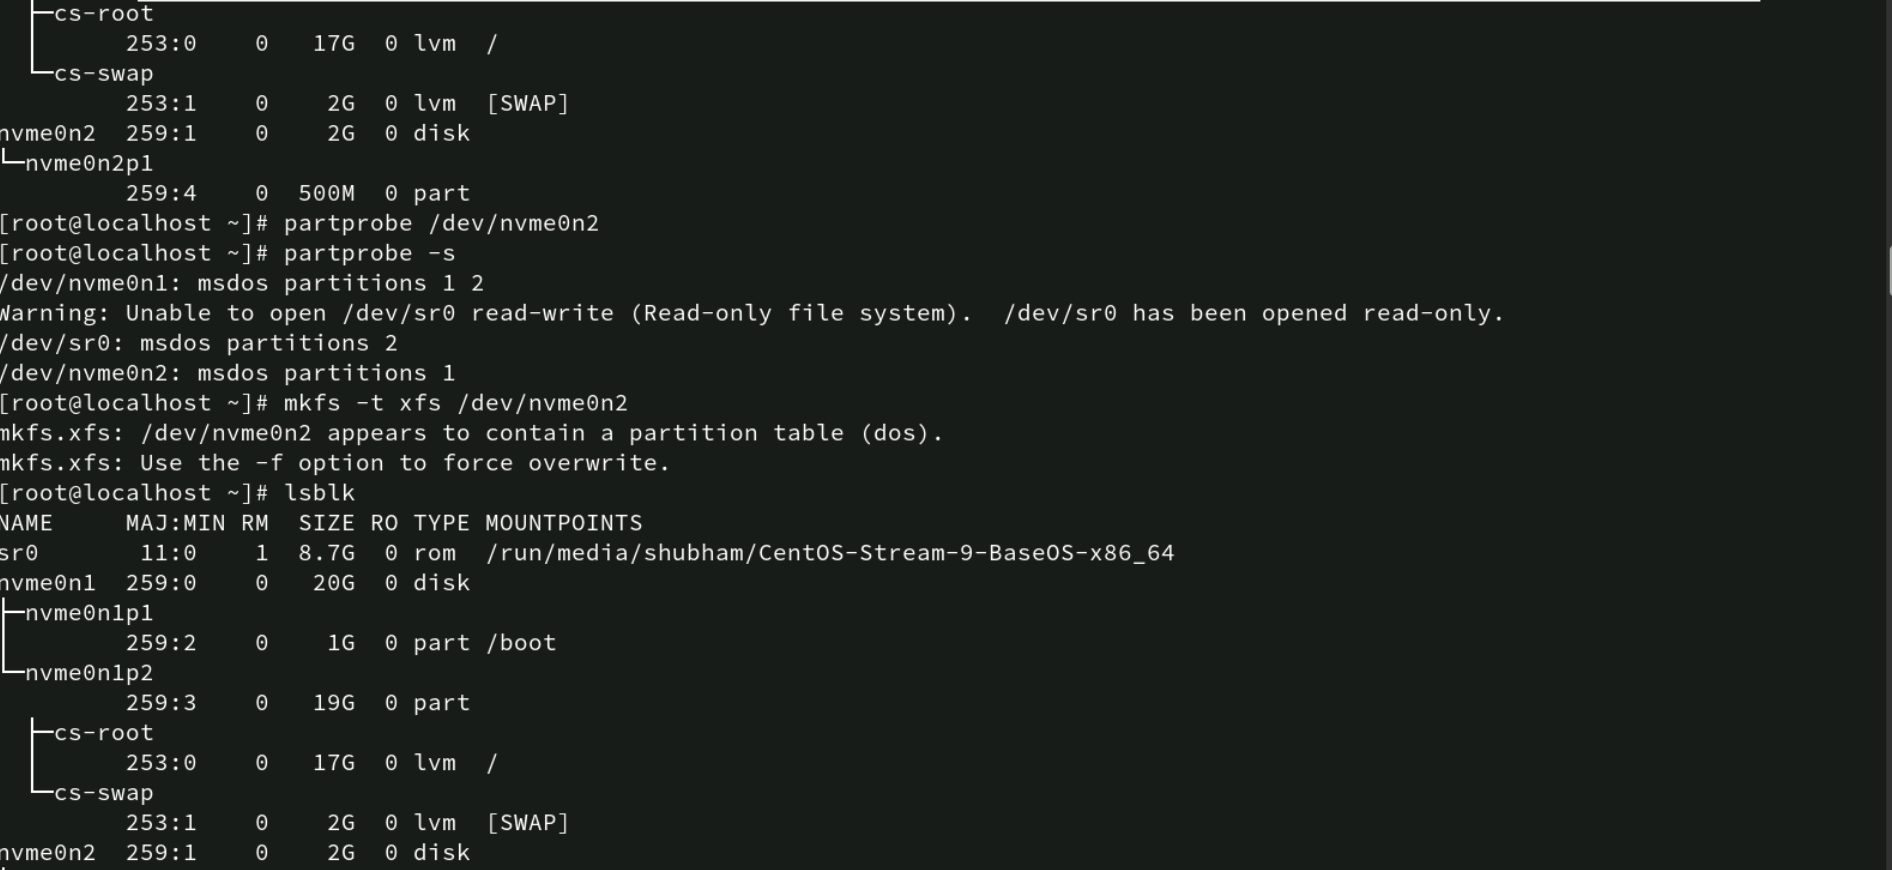 ├─cs-root
253:0 0 17G 0 lvm /
└─cs-swap
253:1 0 2G 0 lvm [SWAP]
nvme0n2 259:1 0 2G 0 disk
└─nvme0n2p1
259:4 0 500M 0 part
[root@localhost ~]# partprobe /dev/nvme0n2
[root@localhost ~]# partprobe -s
/dev/nvme0n1: msdos partitions 1 2
Warning: Unable to open /dev/sr0 read-write (Read-only file system).  /dev/sr0 has been opened read-only.
/dev/sr0: msdos partitions 2
/dev/nvme0n2: msdos partitions 1
[root@localhost ~]# mkfs -t xfs /dev/nvme0n2
mkfs.xfs: /dev/nvme0n2 appears to contain a partition table (dos).
mkfs.xfs: Use the -f option to force overwrite.
[root@localhost ~]# lsblk
NAME MAJ:MIN RM SIZE RO TYPE MOUNTPOINTS
sr0 11:0 1 8.7G 0 rom /run/media/shubham/CentOS-Stream-9-BaseOS-x86_64
nvme0n1 259:0 0 20G 0 disk
├─nvme0n1p1
259:2 0 1G 0 part /boot
└─nvme0n1p2
259:3 0 19G 0 part
├─cs-root
253:0 0 17G 0 lvm /
└─cs-swap
253:1 0 2G 0 lvm [SWAP]
nvme0n2 259:1 0 2G 0 disk